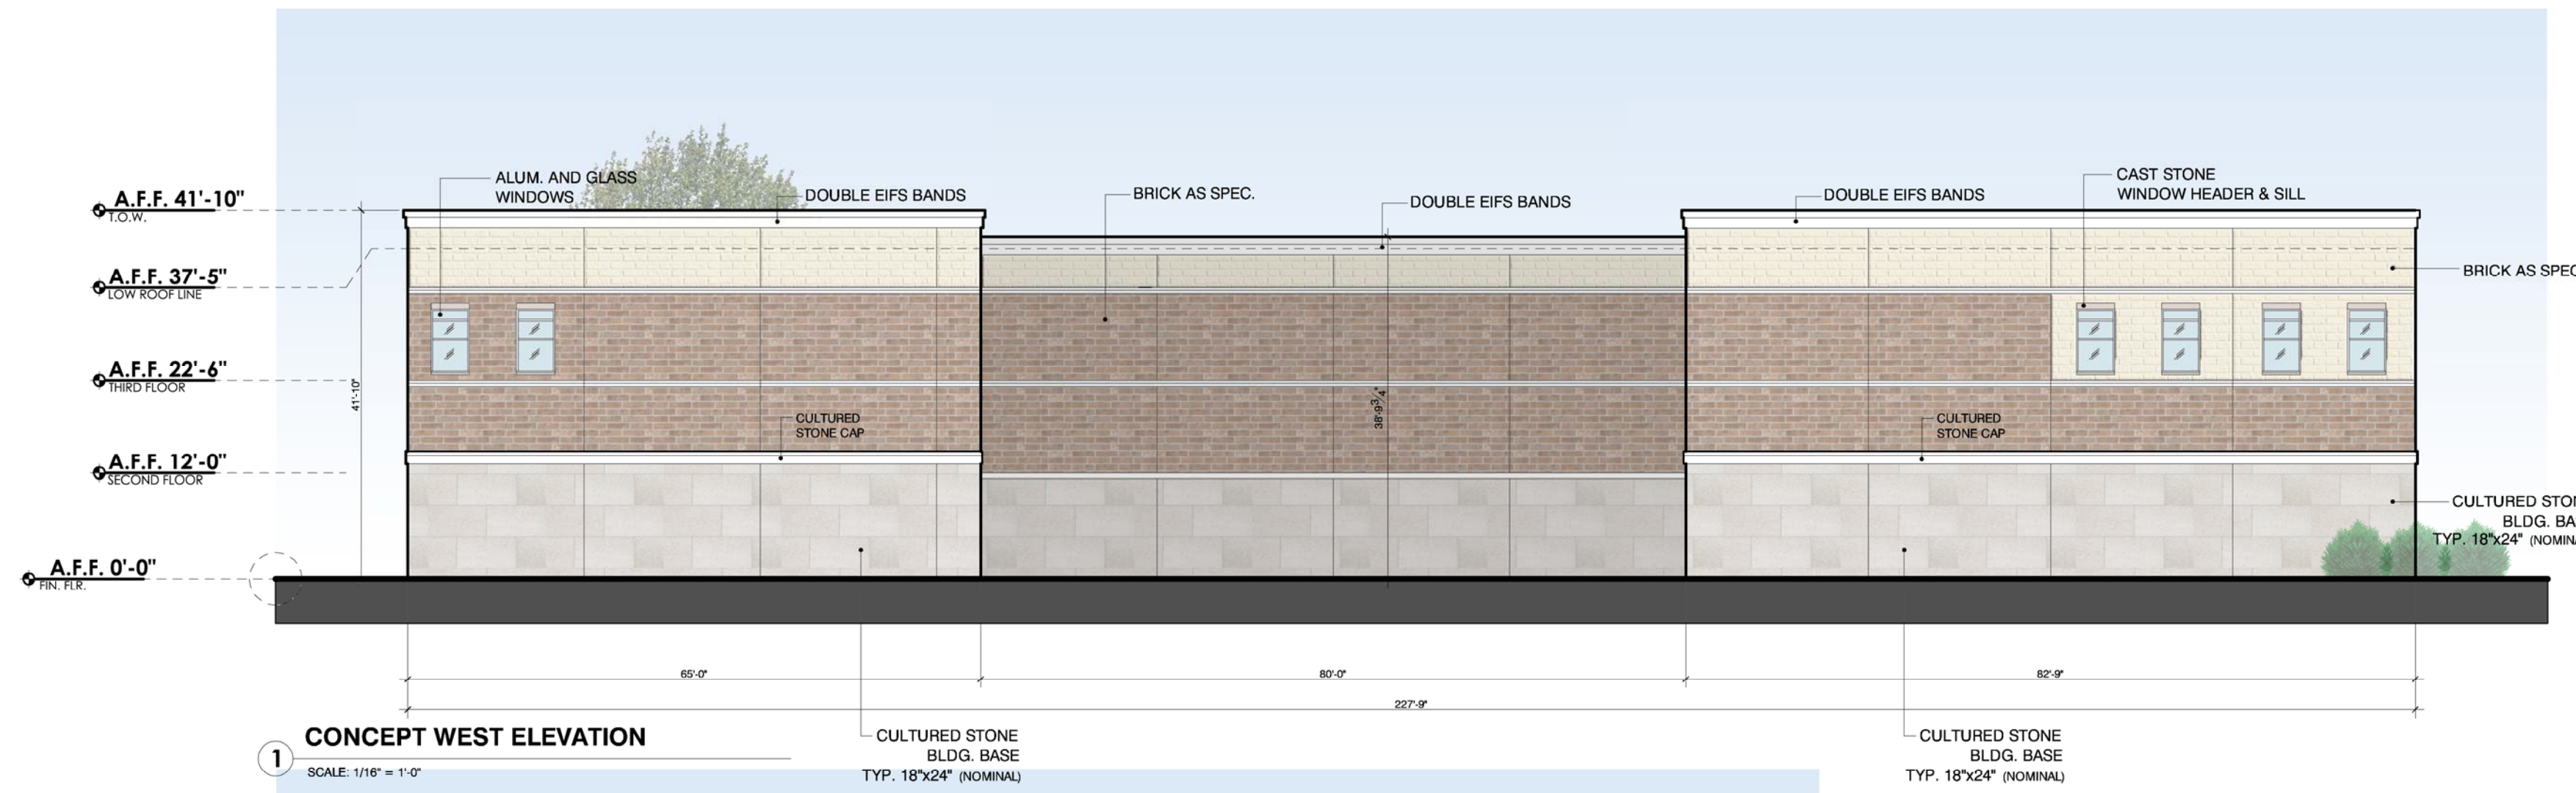 A.F.F. 41'-10"
T.O.W.
A.F.F. 37'-5"
LOW ROOF LINE
A.F.F. 22'-6"
THIRD FLOOR
A.F.F. 12'-0"
SECOND FLOOR
A.F.F. 0'-0"
FIN. FLR.
41'-10"
ALUM. AND GLASS
WINDOWS
DOUBLE EIFS BANDS
BRICK AS SPEC.
DOUBLE EIFS BANDS
DOUBLE EIFS BANDS
CAST STONE
WINDOW HEADER & SILL
BRICK AS SPEC
CULTURED
STONE CAP
38'-9 3/4"
CULTURED
STONE CAP
CULTURED STON
BLDG. BA
TYP. 18"x24" (NOMINA
65'-0"
80'-0"
82'-9"
227'-9"
CULTURED STONE
BLDG. BASE
TYP. 18"x24" (NOMINAL)
CULTURED STONE
BLDG. BASE
TYP. 18"x24" (NOMINAL)
1
CONCEPT WEST ELEVATION
SCALE: 1/16" = 1'-0"